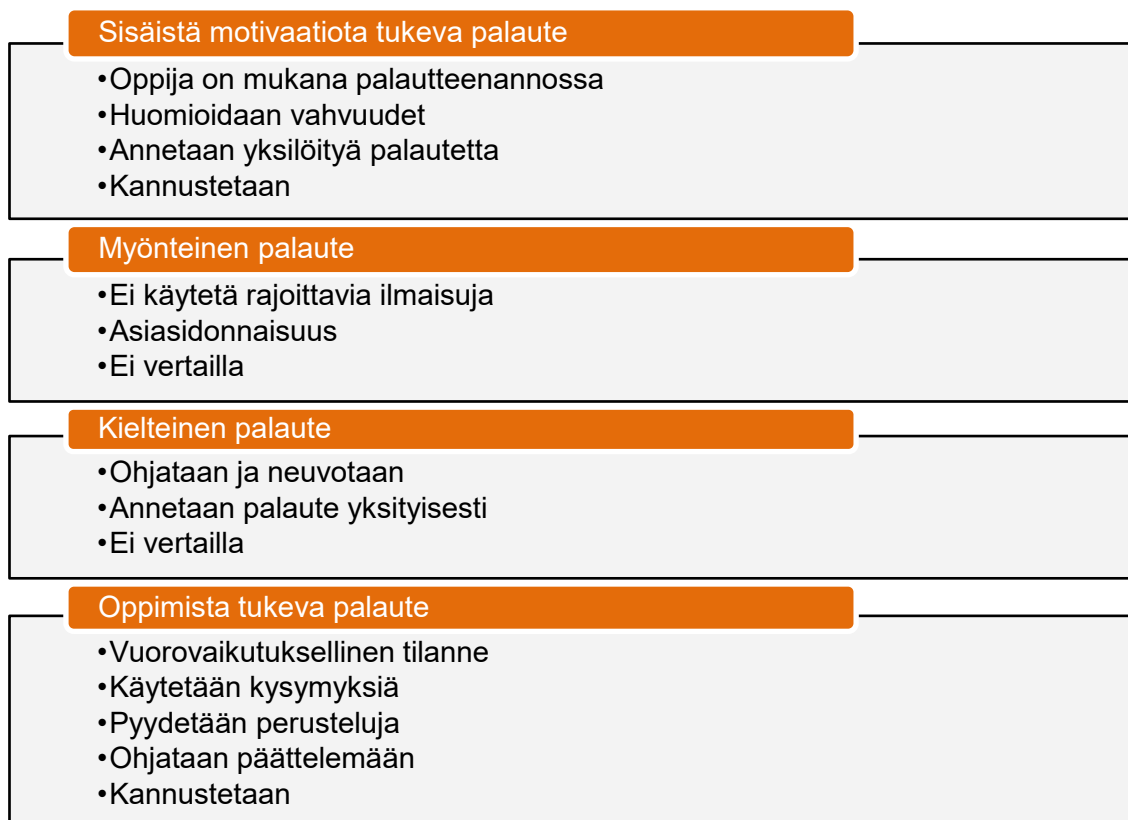 Sisäistä motivaatiota tukeva palaute
•Oppija on mukana palautteenannossa
•Huomioidaan vahvuudet
•Annetaan yksilöityä palautetta
•Kannustetaan
Myönteinen palaute
•Ei käytetä rajoittavia ilmaisuja
•Asiasidonnaisuus
•Ei vertailla
Kielteinen palaute
•Ohjataan ja neuvotaan
•Annetaan palaute yksityisesti
•Ei vertailla
Oppimista tukeva palaute
•Vuorovaikutuksellinen tilanne
•Käytetään kysymyksiä
•Pyydetään perusteluja
•Ohjataan päättelemään
•Kannustetaan